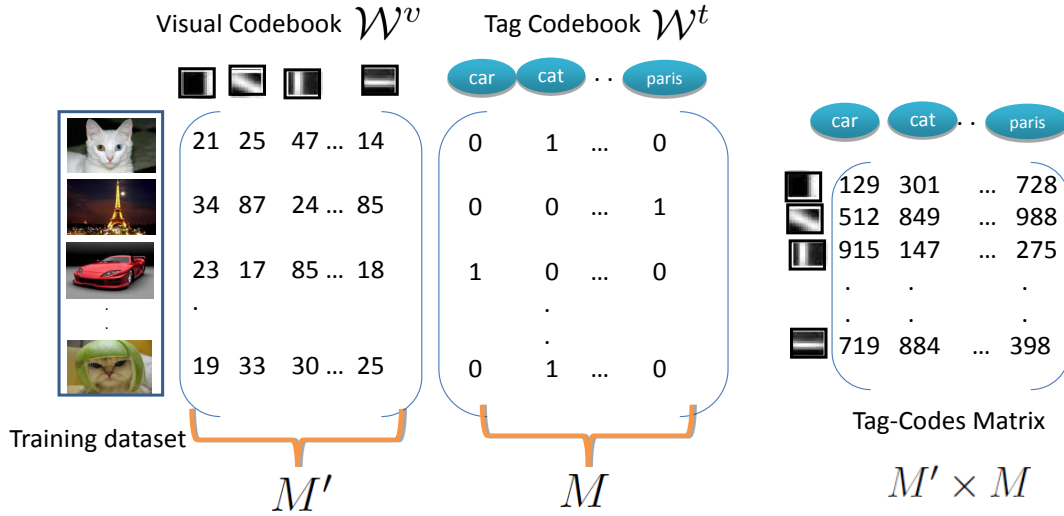 Visual Codebook 𝒲ᵛ
Tag Codebook 𝒲ᵗ
car cat . . paris
21 25 47 ... 14
34 87 24 ... 85
23 17 85 ... 18
.
19 33 30 ... 25
0 1 ... 0
0 0 ... 1
1 0 ... 0
.
.
0 1 ... 0
. .
Training dataset
M′
M
car cat . . paris
129 301 ... 728
512 849 ... 988
915 147 ... 275
. . .
. . .
719 884 ... 398
Tag-Codes Matrix
M′ × M